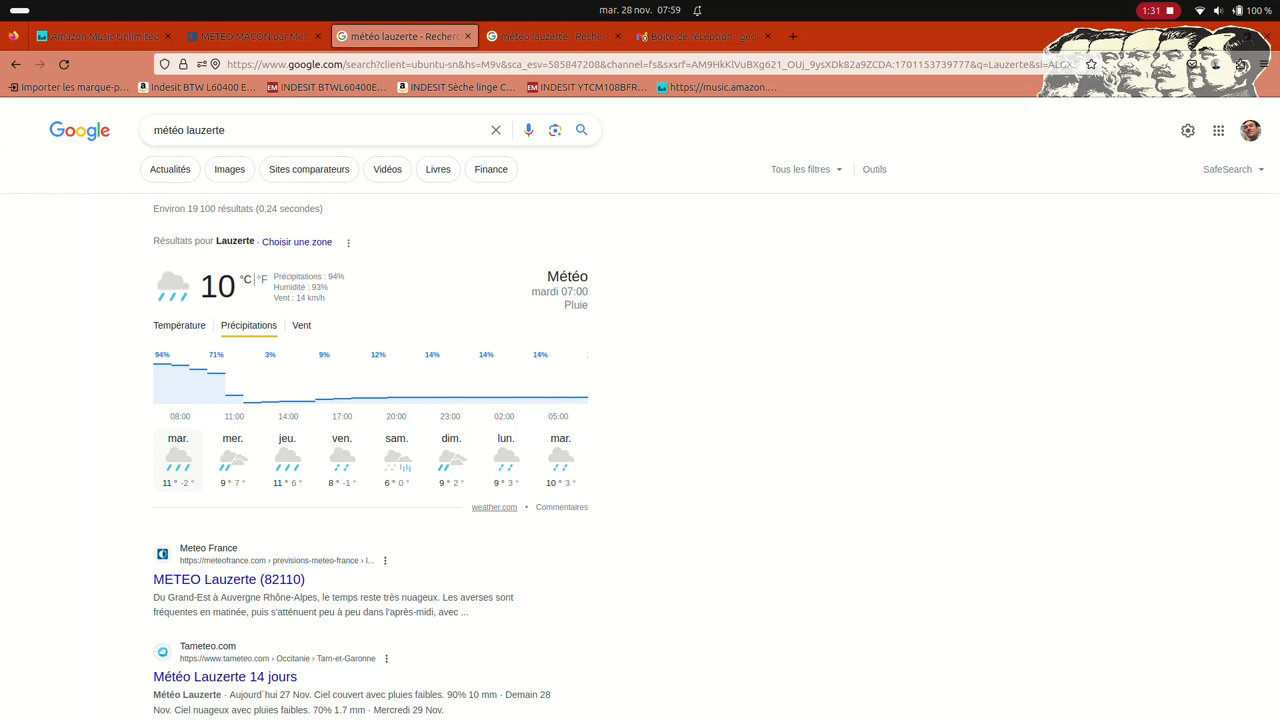 mar. 28 nov. 07:59
1:31
100 %
Amazon Music Unlimited
METEO MACON par Mét
météo lauzerte - Recherc
meteo lauzerte - Recherc
Boîte de réception - geo
https://www.google.com/search?client=ubuntu-sn&hs=M9v&sca_esv=585847208&channel=fs&sxsrf=AM9HkKlVuBXg621_OUj_9ysXDk82a9ZCDA:1701153739777&q=Lauzerte&si=ALGX
Importer les marque-p…
Indesit BTW L60400 E…
INDESIT BTWL60400E…
INDESIT Sèche linge C…
INDESIT YTCM108BFR…
https://music.amazon.…
Google
météo lauzerte
Actualités
Images
Sites comparateurs
Vidéos
Livres
Finance
Tous les filtres
Outils
SafeSearch
Environ 19 100 résultats (0,24 secondes)
Résultats pour Lauzerte · Choisir une zone
10 °C | °F
Précipitations : 94%
Humidité : 93%
Vent : 14 km/h
Météo
mardi 07:00
Pluie
Température
Précipitations
Vent
94% 71% 3% 9% 12% 14% 14% 14%
08:00 11:00 14:00 17:00 20:00 23:00 02:00 05:00
mar. mer. jeu. ven. sam. dim. lun. mar.
11 ° -2 ° 9 ° 7 ° 11 ° 6 ° 8 ° -1 ° 6 ° 0 ° 9 ° 2 ° 9 ° 3 ° 10 ° 3 °
weather.com • Commentaires
Meteo France
https://meteofrance.com › previsions-meteo-france › l...
METEO Lauzerte (82110)
Du Grand-Est à Auvergne Rhône-Alpes, le temps reste très nuageux. Les averses sont
fréquentes en matinée, puis s'atténuent peu à peu dans l'après-midi, avec ...
Tameteo.com
https://www.tameteo.com › Occitanie › Tarn-et-Garonne
Météo Lauzerte 14 jours
Météo Lauzerte · Aujourd´hui 27 Nov. Ciel couvert avec pluies faibles. 90% 10 mm · Demain 28
Nov. Ciel nuageux avec pluies faibles. 70% 1.7 mm · Mercredi 29 Nov.